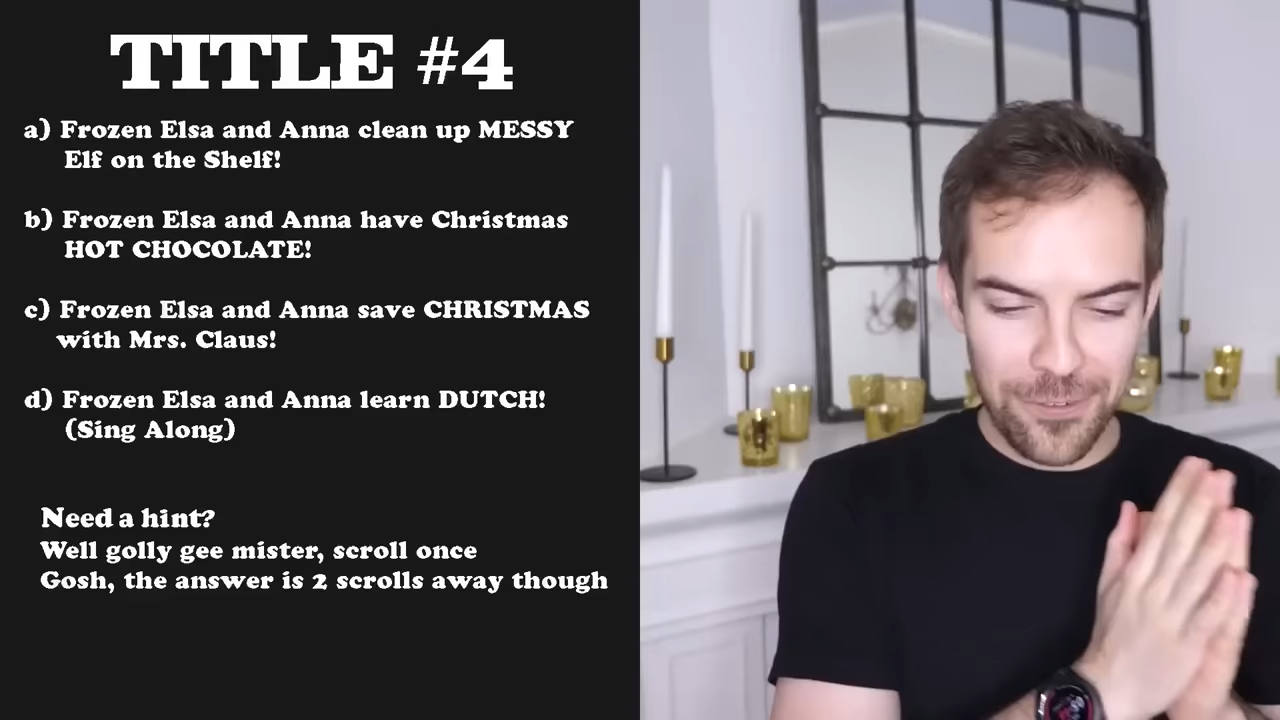 TITLE #4
a) Frozen Elsa and Anna clean up MESSY
Elf on the Shelf!
b) Frozen Elsa and Anna have Christmas
HOT CHOCOLATE!
c) Frozen Elsa and Anna save CHRISTMAS
with Mrs. Claus!
d) Frozen Elsa and Anna learn DUTCH!
(Sing Along)
Need a hint?
Well golly gee mister, scroll once
Gosh, the answer is 2 scrolls away though